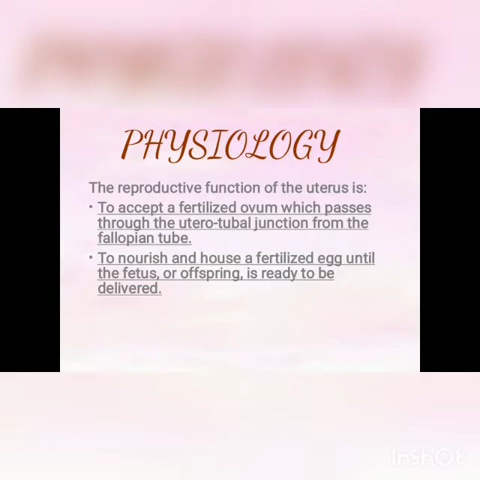 PHYSIOLOGY
The reproductive function of the uterus is:
• To accept a fertilized ovum which passes
through the utero-tubal junction from the
fallopian tube.
• To nourish and house a fertilized egg until
the fetus, or offspring, is ready to be
delivered.
InShOt